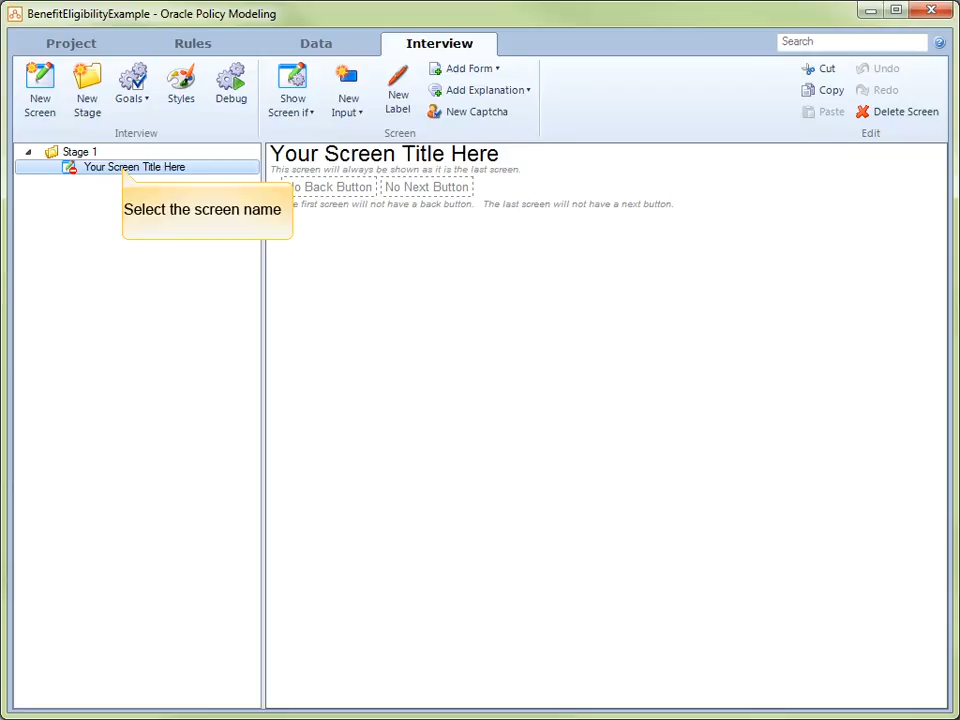 BenefitEligibilityExample - Oracle Policy Modeling
Project Rules Data Interview Search
New Screen
New Stage
Goals
Styles
Debug
Interview
Show Screen if
New Input
New Label
Add Form
Add Explanation
New Captcha
Screen
Cut
Copy
Paste
Undo
Redo
Delete Screen
Edit
Stage 1
Your Screen Title Here
Select the screen name
Your Screen Title Here
This screen will always be shown as it is the last screen.
No Back Button No Next Button
first screen will not have a back button. The last screen will not have a next button.